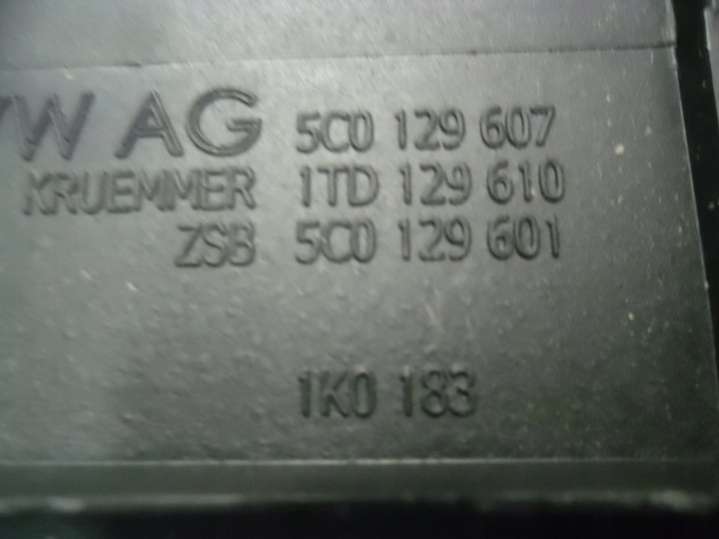 VW AG 5C0 129 607
KRUEMMER 1TD 129 610
ZSB 5C0 129 601
1K0 183